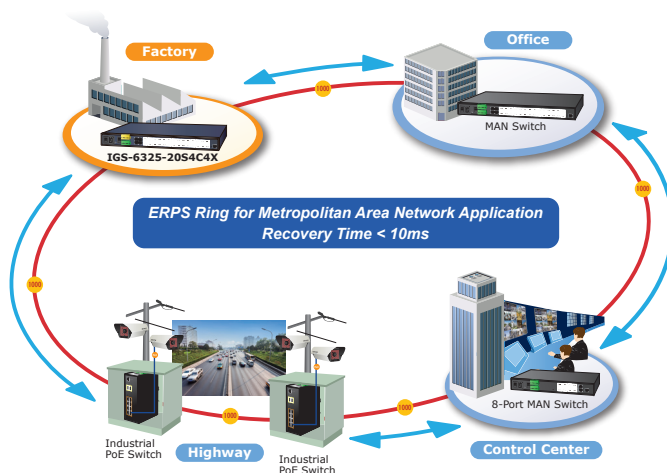 Factory
Office
1000
IGS-6325-20S4C4X
MAN Switch
1000
ERPS Ring for Metropolitan Area Network Application
Recovery Time < 10ms
1000
8-Port MAN Switch
1000
1000
Industrial
PoE Switch
Highway
Industrial
PoE Switch
Control Center